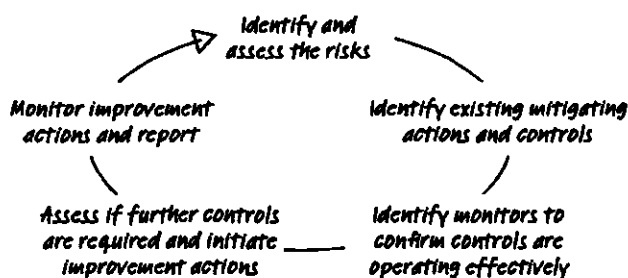 Identify and
assess the risks
Identify existing mitigating
actions and controls
Identify monitors to
confirm controls are
operating effectively
Assess if further controls
are required and initiate
improvement actions
Monitor improvement
actions and report